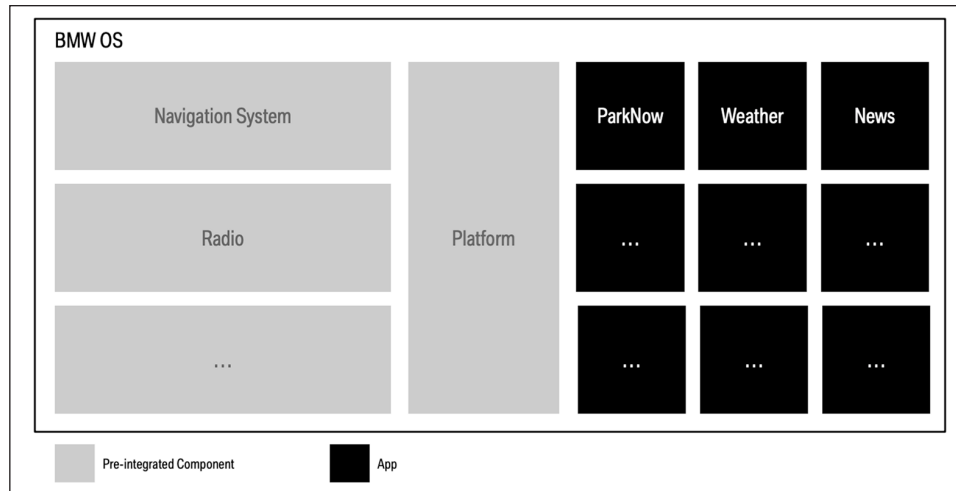 BMW OS
Navigation System
Platform
ParkNow
Weather
News
Radio
...
...
...
...
...
...
...
Pre-integrated Component
App